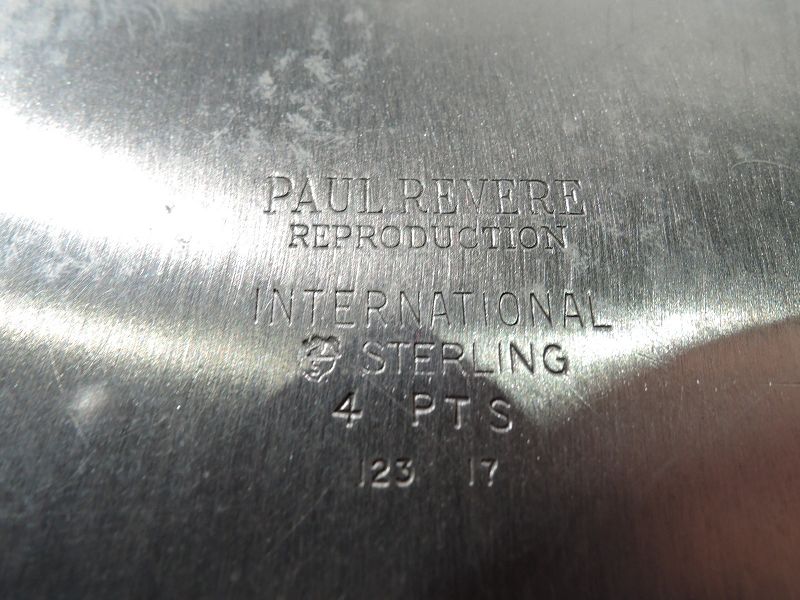 PAUL REVERE
REPRODUCTION
INTERNATIONAL
STERLING
4 PTS
123 17